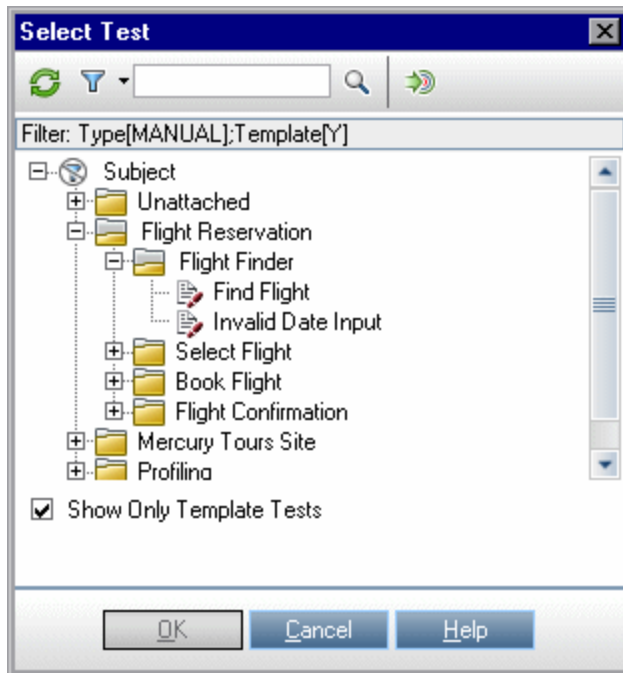 Select Test
Filter: Type[MANUAL];Template[Y]
Subject
Unattached
Flight Reservation
Flight Finder
Find Flight
Invalid Date Input
Select Flight
Book Flight
Flight Confirmation
Mercury Tours Site
Profiling
Show Only Template Tests
OK Cancel Help